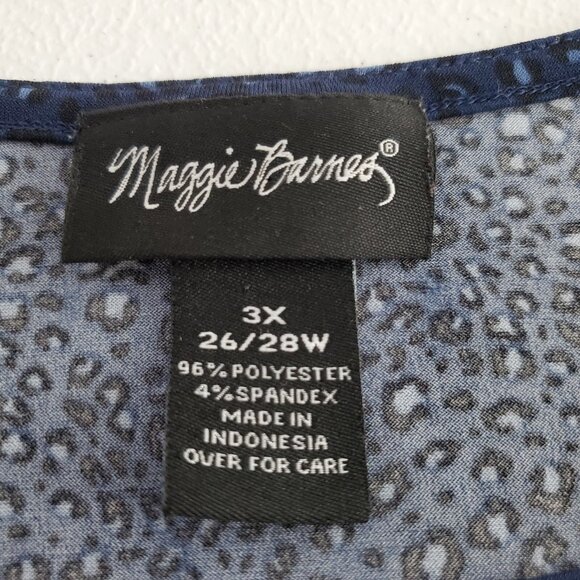 Maggie Barnes®
3X
26/28W
96% POLYESTER
4% SPANDEX
MADE IN
INDONESIA
OVER FOR CARE